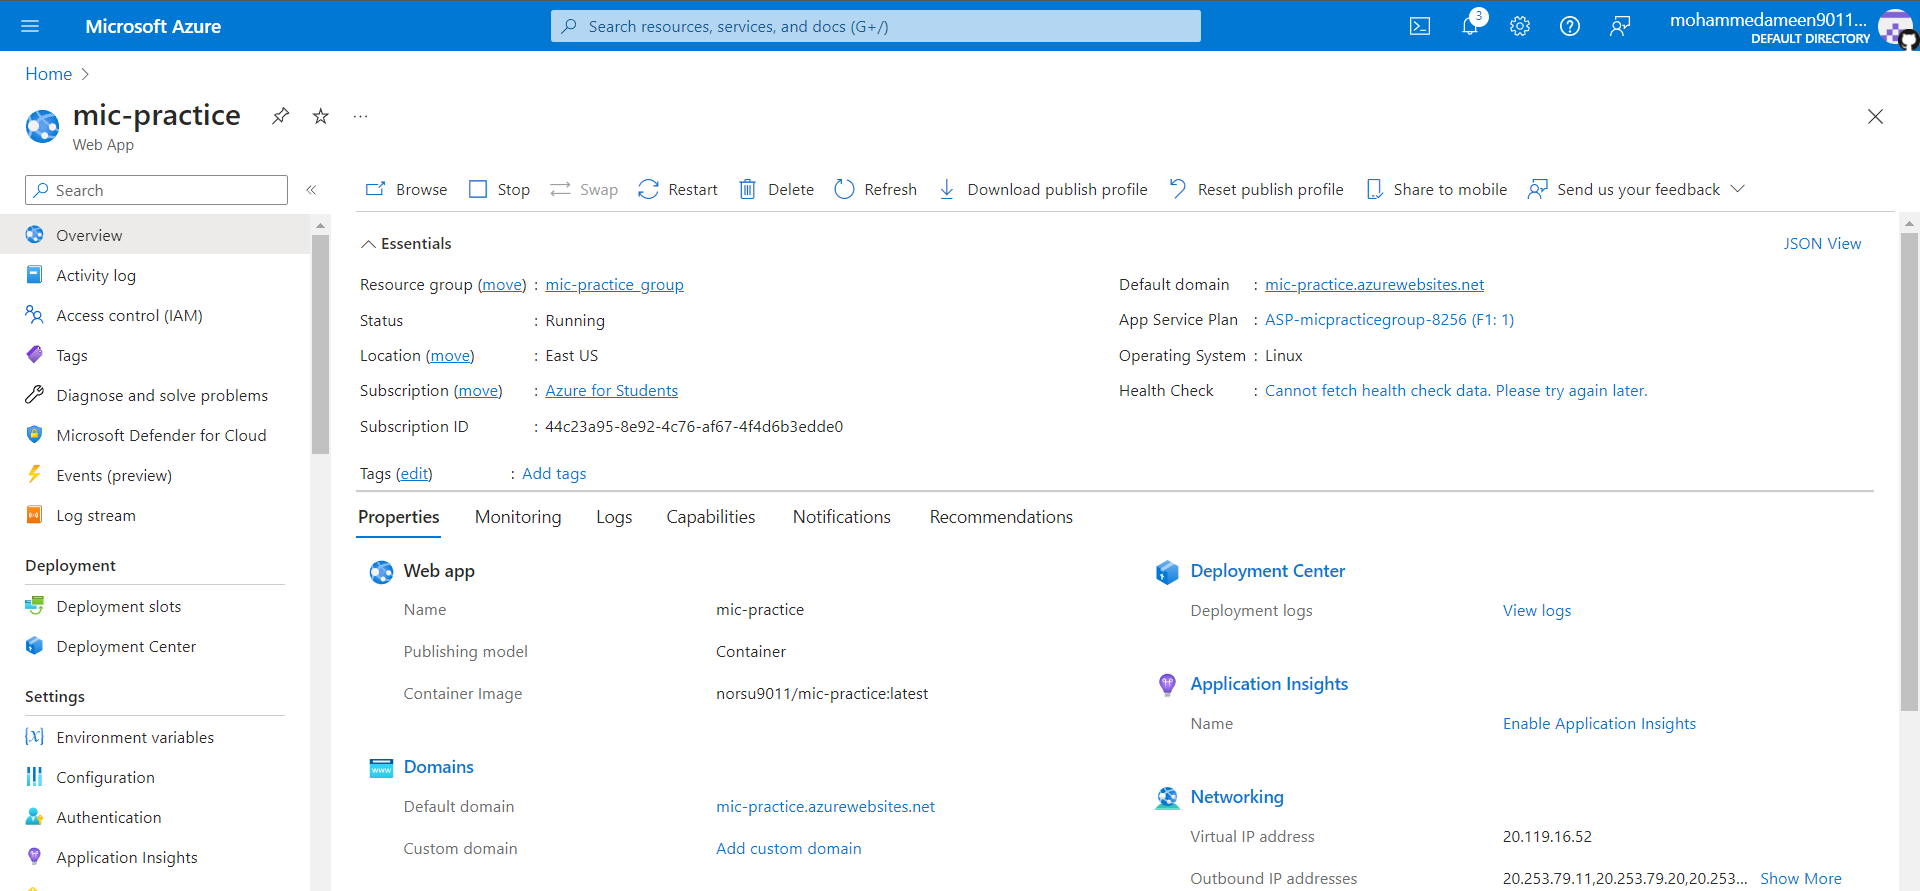 Microsoft Azure
Search resources, services, and docs (G+/)
3
mohammedameen9011...
DEFAULT DIRECTORY
Home
mic-practice
...
Web App
Search
«
Browse
Stop
Swap
Restart
Delete
Refresh
Download publish profile
Reset publish profile
Share to mobile
Send us your feedback
Overview
Activity log
Access control (IAM)
Tags
Diagnose and solve problems
Microsoft Defender for Cloud
Events (preview)
Log stream
Deployment
Deployment slots
Deployment Center
Settings
Environment variables
Configuration
Authentication
Application Insights
Essentials
JSON View
Resource group (move) : mic-practice_group
Status : Running
Location (move) : East US
Subscription (move) : Azure for Students
Subscription ID : 44c23a95-8e92-4c76-af67-4f4d6b3edde0
Default domain : mic-practice.azurewebsites.net
App Service Plan : ASP-micpracticegroup-8256 (F1: 1)
Operating System : Linux
Health Check : Cannot fetch health check data. Please try again later.
Tags (edit) : Add tags
Properties
Monitoring
Logs
Capabilities
Notifications
Recommendations
Web app
Name mic-practice
Publishing model Container
Container Image norsu9011/mic-practice:latest
Domains
www
Default domain mic-practice.azurewebsites.net
Custom domain Add custom domain
Deployment Center
Deployment logs View logs
Application Insights
Name Enable Application Insights
Networking
Virtual IP address 20.119.16.52
Outbound IP addresses 20.253.79.11,20.253.79.20,20.253... Show More